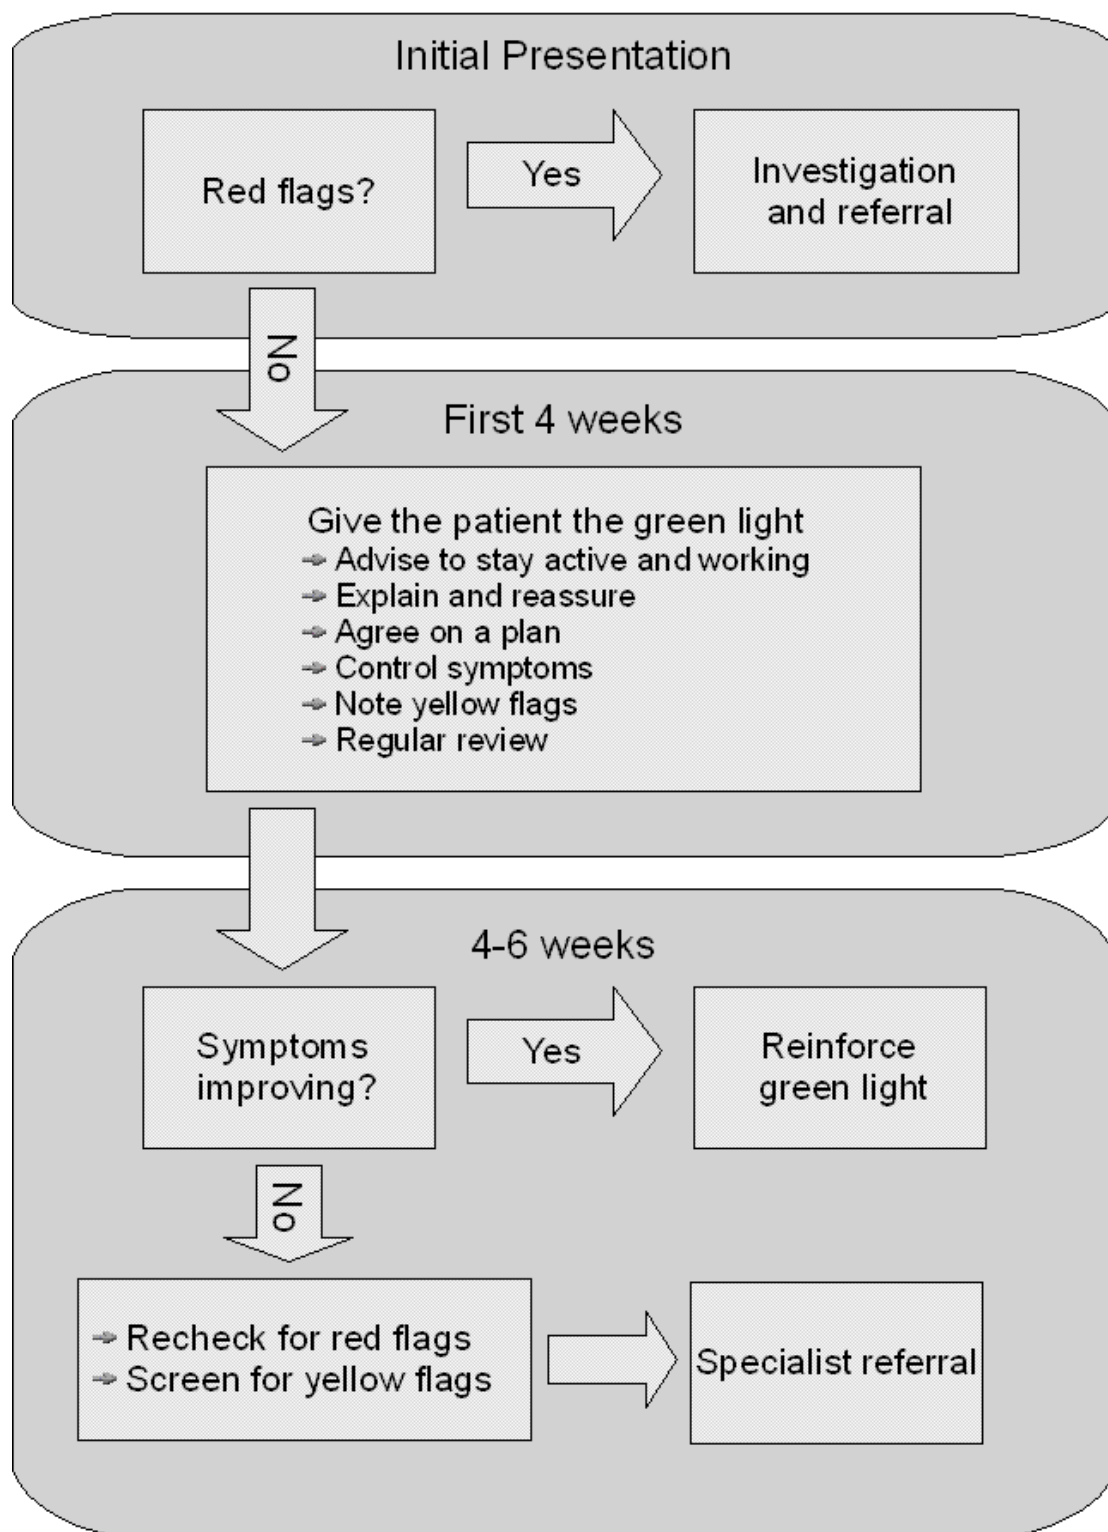 Initial Presentation
Red flags?
Yes
Investigation
and referral
No
First 4 weeks
Give the patient the green light
Advise to stay active and working
Explain and reassure
Agree on a plan
Control symptoms
Note yellow flags
Regular review
4-6 weeks
Symptoms
improving?
Yes
Reinforce
green light
No
Recheck for red flags
Screen for yellow flags
Specialist referral